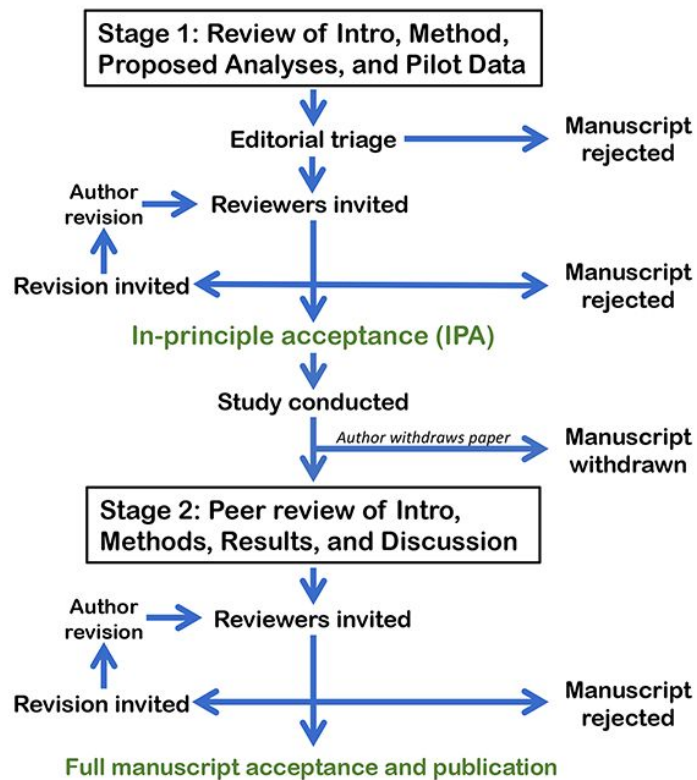 Stage 1: Review of Intro, Method,
Proposed Analyses, and Pilot Data
Editorial triage
Manuscript
rejected
Author
revision
Reviewers invited
Revision invited
Manuscript
rejected
In-principle acceptance (IPA)
Study conducted
Author withdraws paper
Manuscript
withdrawn
Stage 2: Peer review of Intro,
Methods, Results, and Discussion
Author
revision
Reviewers invited
Revision invited
Manuscript
rejected
Full manuscript acceptance and publication